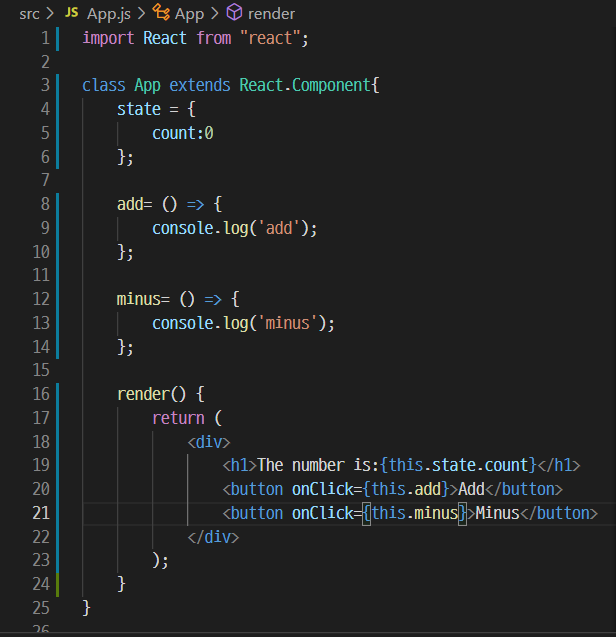 src > JS App.js > App > render
1 import React from "react";
2
3 class App extends React.Component{
4 state = {
5 count:0
6 };
7
8 add= () => {
9 console.log('add');
10 };
11
12 minus= () => {
13 console.log('minus');
14 };
15
16 render() {
17 return (
18 <div>
19 <h1>The number is:{this.state.count}</h1>
20 <button onClick={this.add}>Add</button>
21 <button onClick={this.minus}>Minus</button>
22 </div>
23 );
24 }
25 }
26